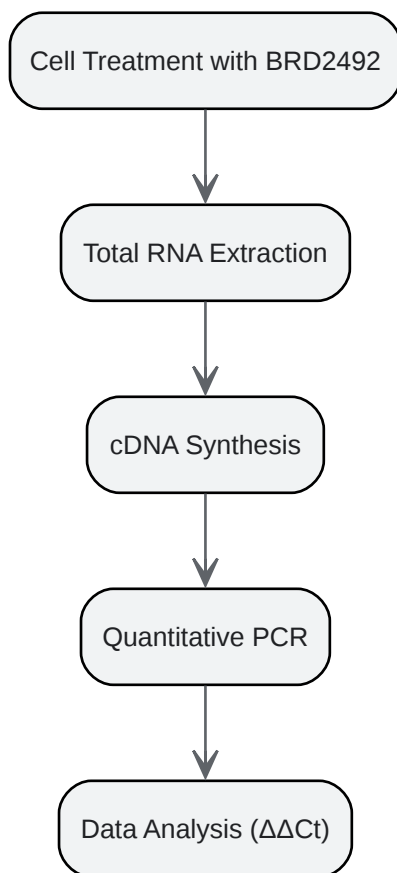 Cell Treatment with BRD2492
Total RNA Extraction
cDNA Synthesis
Quantitative PCR
Data Analysis (ΔΔCt)